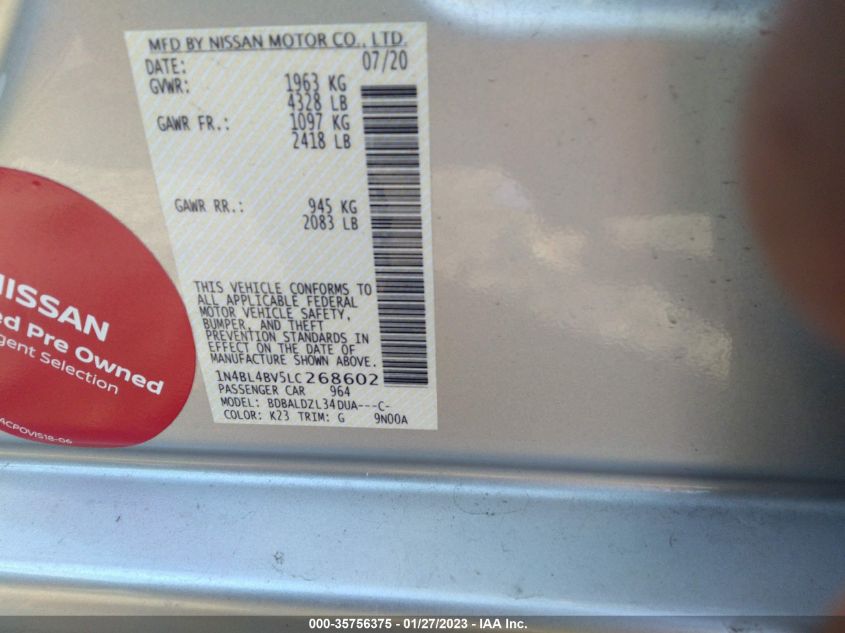 MFD BY NISSAN MOTOR CO., LTD.
DATE: 07/20
GVWR: 1963 KG
4328 LB
GAWR FR.: 1097 KG
2418 LB
GAWR RR.: 945 KG
2083 LB
THIS VEHICLE CONFORMS TO
ALL APPLICABLE FEDERAL
MOTOR VEHICLE SAFETY,
BUMPER, AND THEFT
PREVENTION STANDARDS IN
EFFECT ON THE DATE OF
MANUFACTURE SHOWN ABOVE.
1N4BL4BV5LC268602
PASSENGER CAR 964
MODEL: BDBALDZL34DUA---C-
COLOR: K23 TRIM: G 9N00A
NISSAN
ed Pre Owned
gent Selection
ACPOVIS18-06
000-35756375 — 01/27/2023 - IAA Inc.